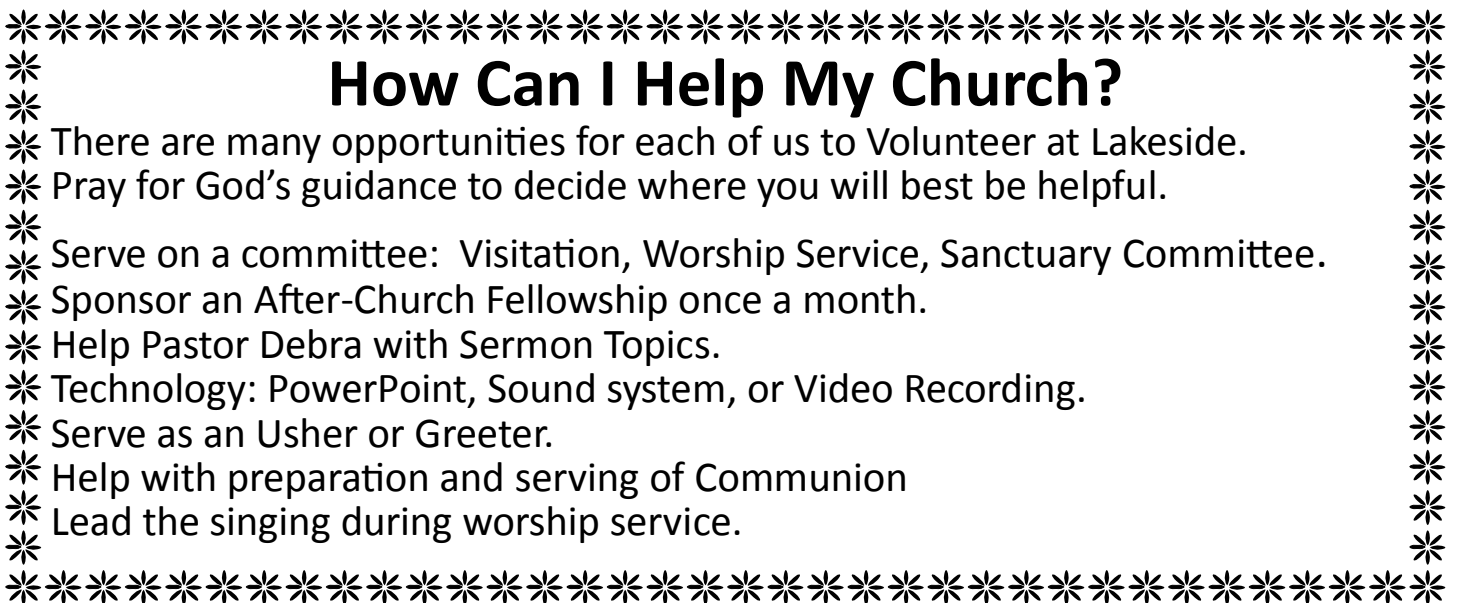 How Can I Help My Church?
There are many opportunities for each of us to Volunteer at Lakeside.
Pray for God’s guidance to decide where you will best be helpful.
Serve on a committee:  Visitation, Worship Service, Sanctuary Committee.
Sponsor an After-Church Fellowship once a month.
Help Pastor Debra with Sermon Topics.
Technology: PowerPoint, Sound system, or Video Recording.
Serve as an Usher or Greeter.
Help with preparation and serving of Communion
Lead the singing during worship service.